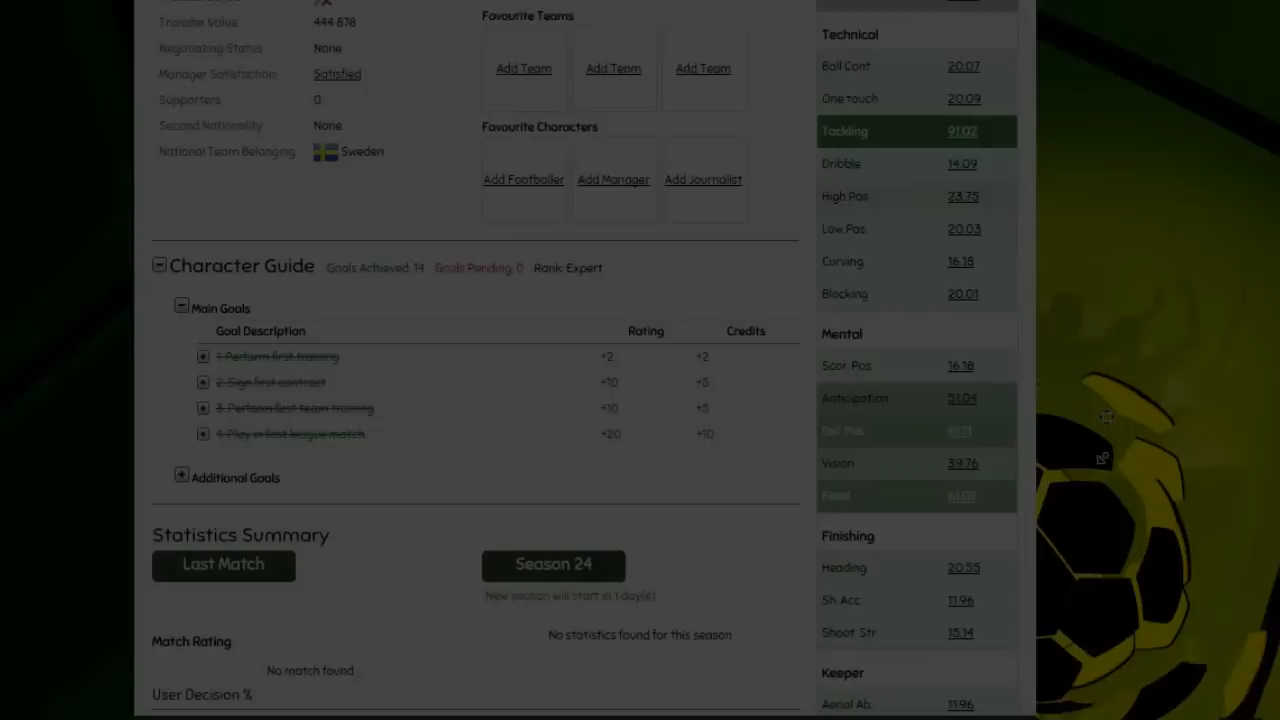 Transfer Value 444 878
Negotiating Status None
Manager Satisfaction Satisfied
Supporters 0
Second Nationality None
National Team Belonging Sweden
Favourite Teams
Add Team Add Team Add Team
Favourite Characters
Add Footballer Add Manager Add Journalist
Character Guide Goals Achieved: 14 Goals Pending: 0 Rank: Expert
Main Goals
Goal Description Rating Credits
1. Perform first training +2 +2
2. Sign first contract +10 +5
3. Perform first team training +10 +5
4. Play in first league match +20 +10
Additional Goals
Statistics Summary
Last Match Season 24
New season will start in 1 day(s)
Match Rating No statistics found for this season
No match found
User Decision %
Technical
Ball Cont. 20.07
One touch 20.09
Tackling 91.02
Dribble 14.09
High Pas. 23.75
Low Pas. 20.03
Curving 16.18
Blocking 20.01
Mental
Scor Pos 16.18
Anticipation 51.04
Def Pos
Vision 39.76
Feint 61.07
Finishing
Heading 20.55
Sh. Acc. 11.96
Shoot Str 15.14
Keeper
Aerial Ab. 11.96